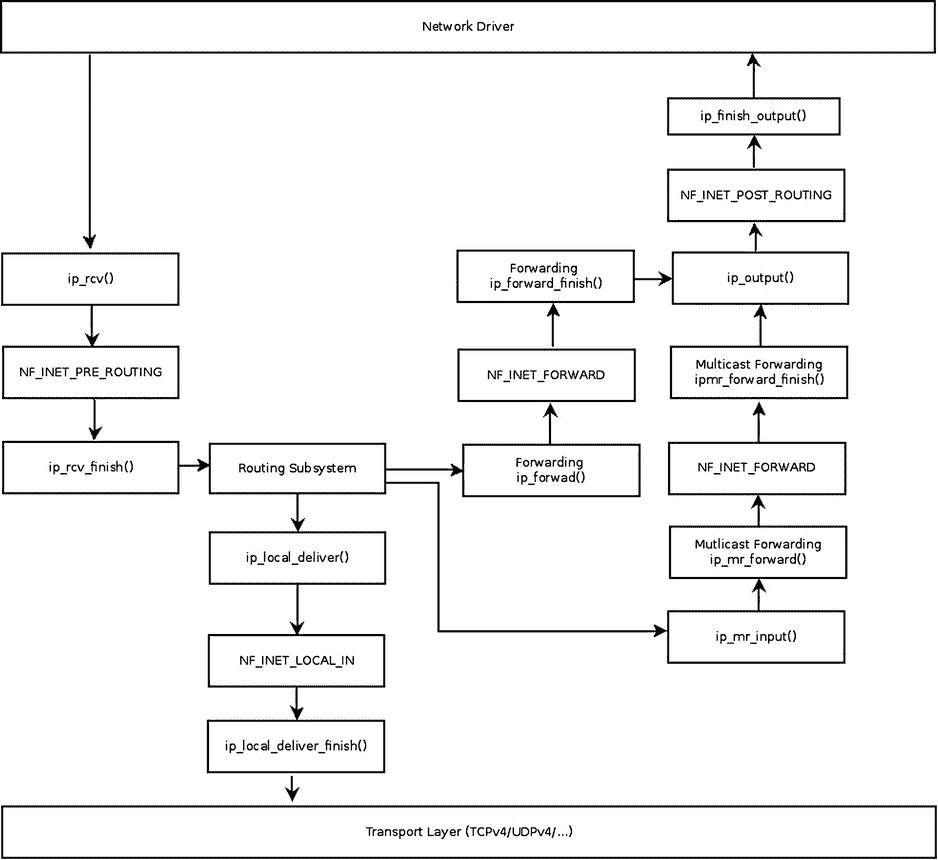 Network Driver
ip_finish_output()
NF_INET_POST_ROUTING
ip_rcv()
Forwarding
ip_forward_finish()
ip_output()
NF_INET_PRE_ROUTING
NF_INET_FORWARD
Multicast Forwarding
ipmr_forward_finish()
ip_rcv_finish()
Routing Subsystem
Forwarding
ip_forwad()
NF_INET_FORWARD
ip_local_deliver()
Mutlicast Forwarding
ip_mr_forward()
ip_mr_input()
NF_INET_LOCAL_IN
ip_local_deliver_finish()
Transport Layer (TCPv4/UDPv4/...)